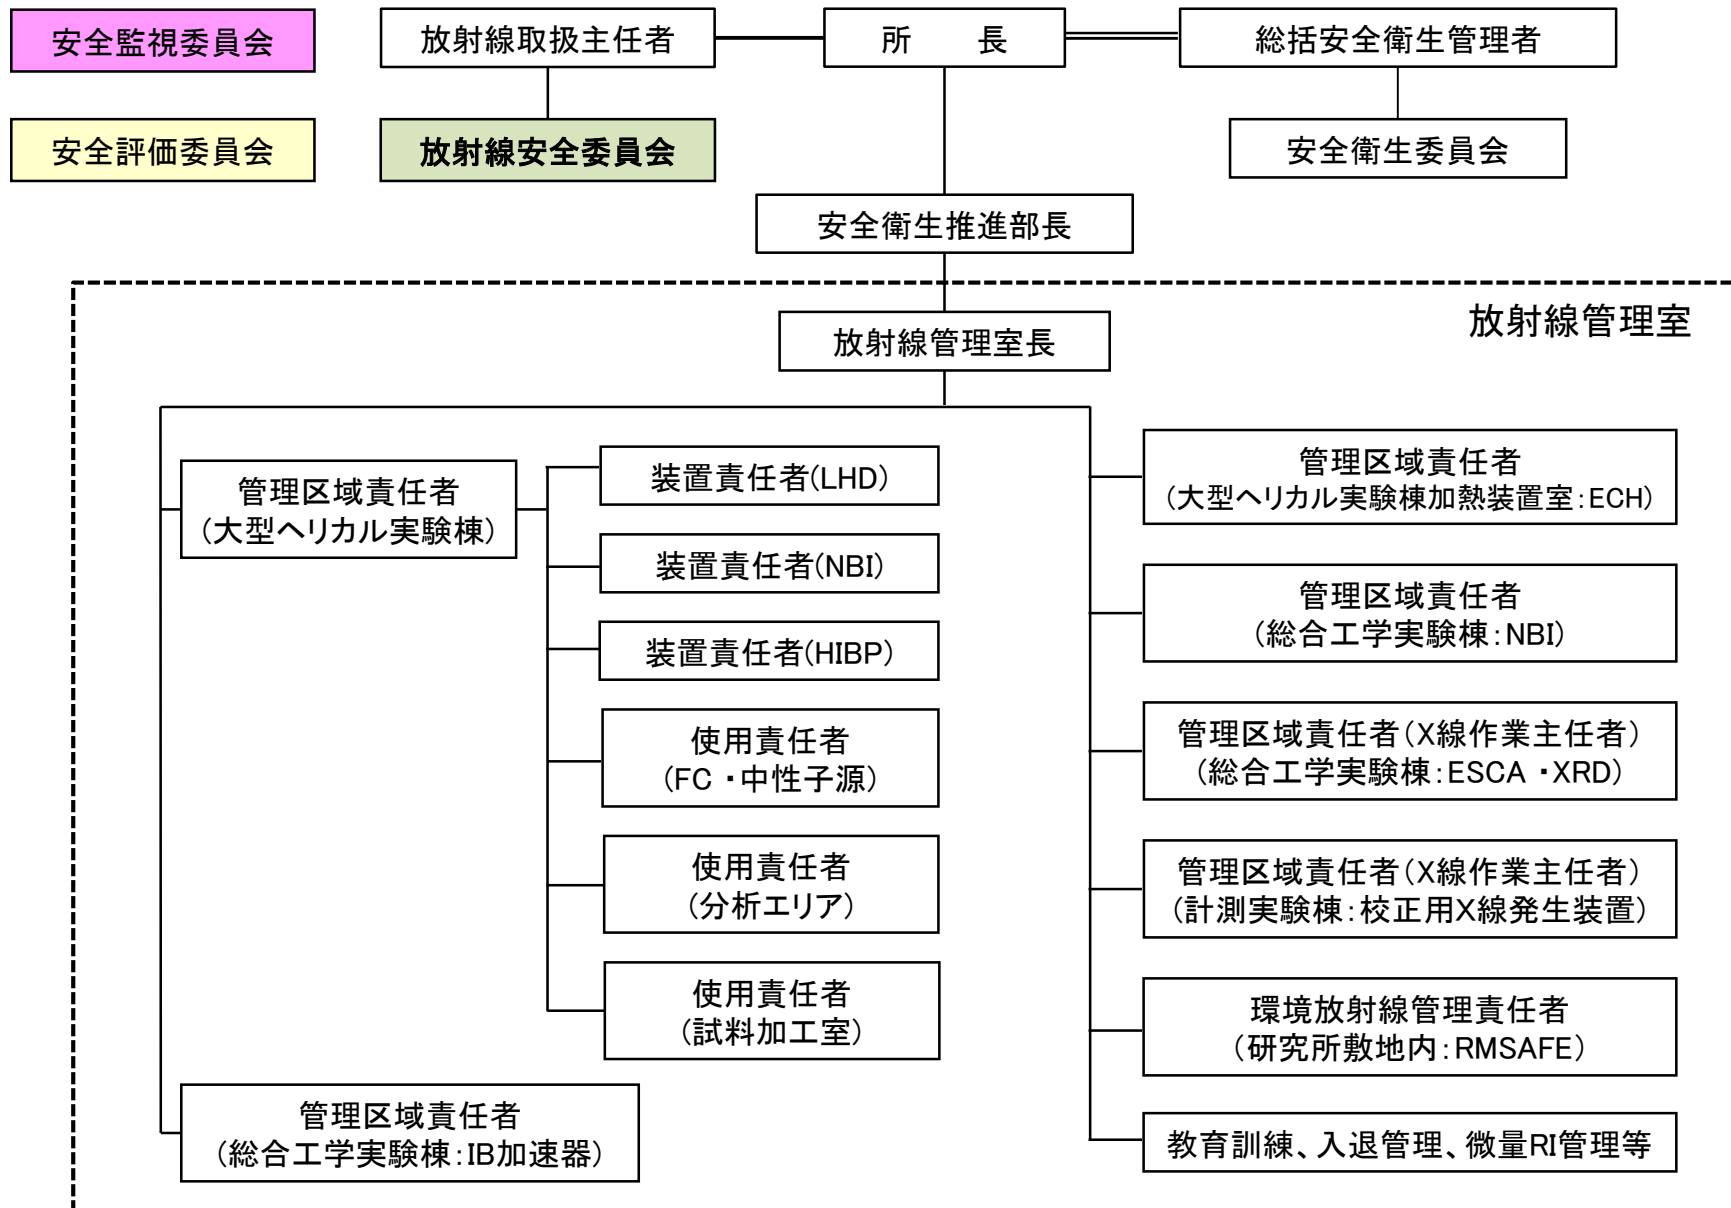 安全監視委員会
放射線取扱主任者
所　　長
総括安全衛生管理者
安全評価委員会
放射線安全委員会
安全衛生委員会
安全衛生推進部長
放射線管理室
放射線管理室長
管理区域責任者
(大型ヘリカル実験棟)
装置責任者(LHD)
装置責任者(NBI)
装置責任者(HIBP)
使用責任者
(FC・中性子源)
使用責任者
(分析エリア)
使用責任者
(試料加工室)
管理区域責任者
(総合工学実験棟:IB加速器)
管理区域責任者
(大型ヘリカル実験棟加熱装置室:ECH)
管理区域責任者
(総合工学実験棟:NBI)
管理区域責任者(X線作業主任者)
(総合工学実験棟:ESCA・XRD)
管理区域責任者(X線作業主任者)
(計測実験棟:校正用X線発生装置)
環境放射線管理責任者
(研究所敷地内:RMSAFE)
教育訓練、入退管理、微量RI管理等